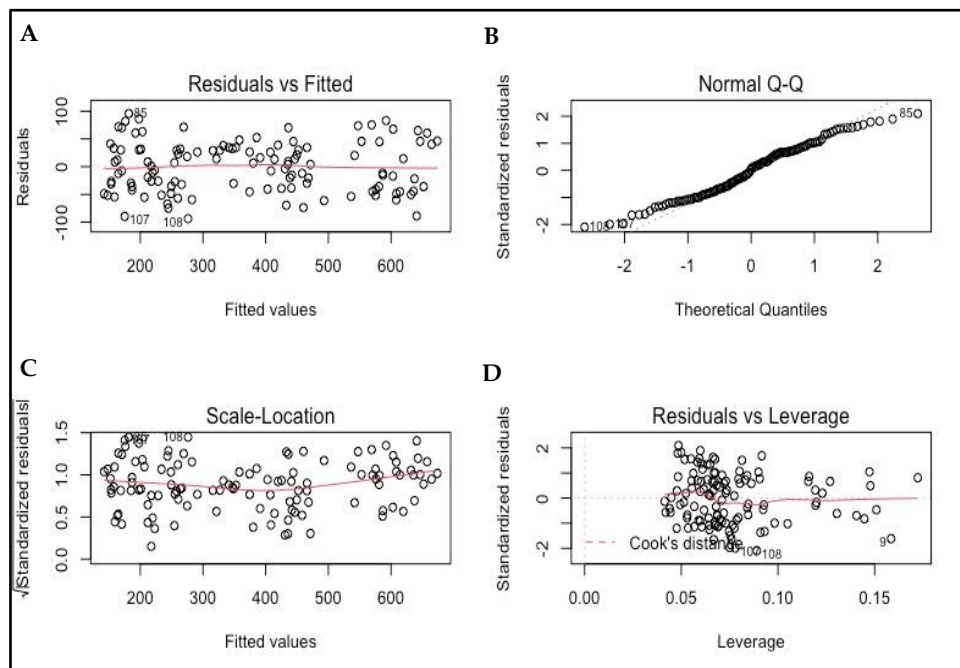 A
Residuals vs Fitted
Residuals
100
0
-100
85
107
108
200 300 400 500 600
Fitted values
B
Normal Q-Q
Standardized residuals
2
1
0
-2
85
108
-2 -1 0 1 2
Theoretical Quantiles
C
Scale-Location
√|Standardized residuals|
1.5
1.0
0.5
0.0
108
200 300 400 500 600
Fitted values
D
Residuals vs Leverage
Standardized residuals
2
0
-2
Cook's distance
108
9
0.00 0.05 0.10 0.15
Leverage